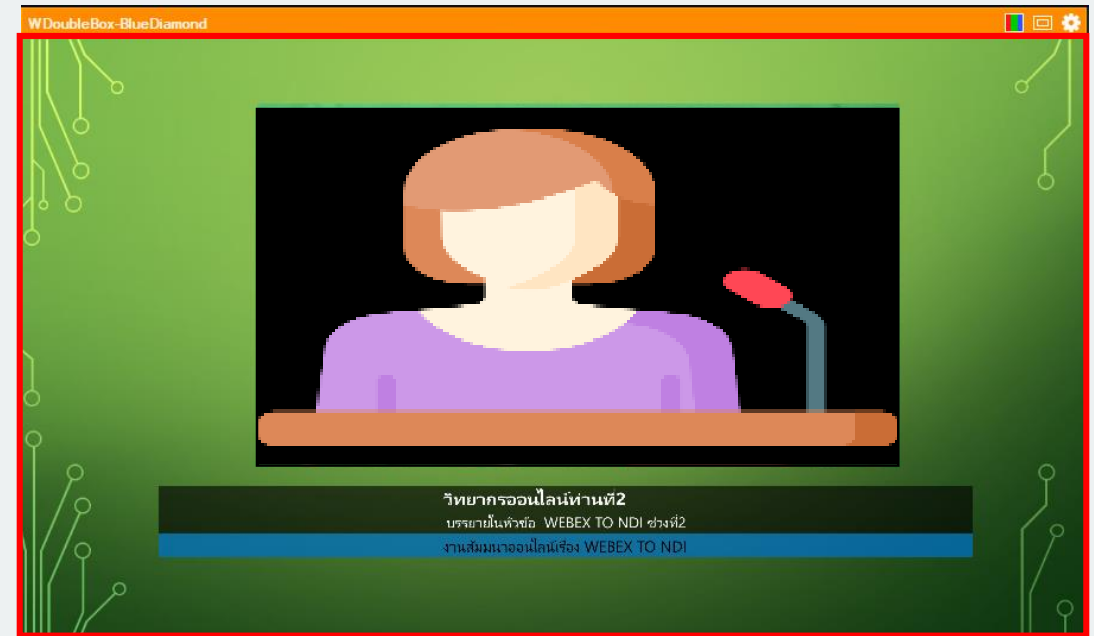 WDoubleBox-BlueDiamond
วิทยากรออนไลน์ท่านที่2
บรรยายในหัวข้อ WEBEX TO NDI ช่วงที่2
งานสัมมนาออนไลน์เรื่อง WEBEX TO NDI